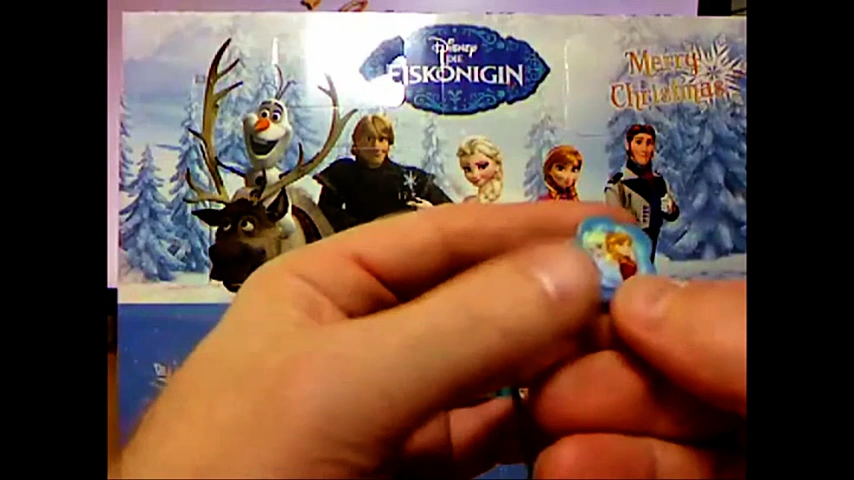 Disney
DIE
EISKÖNIGIN
Merry
Christmas